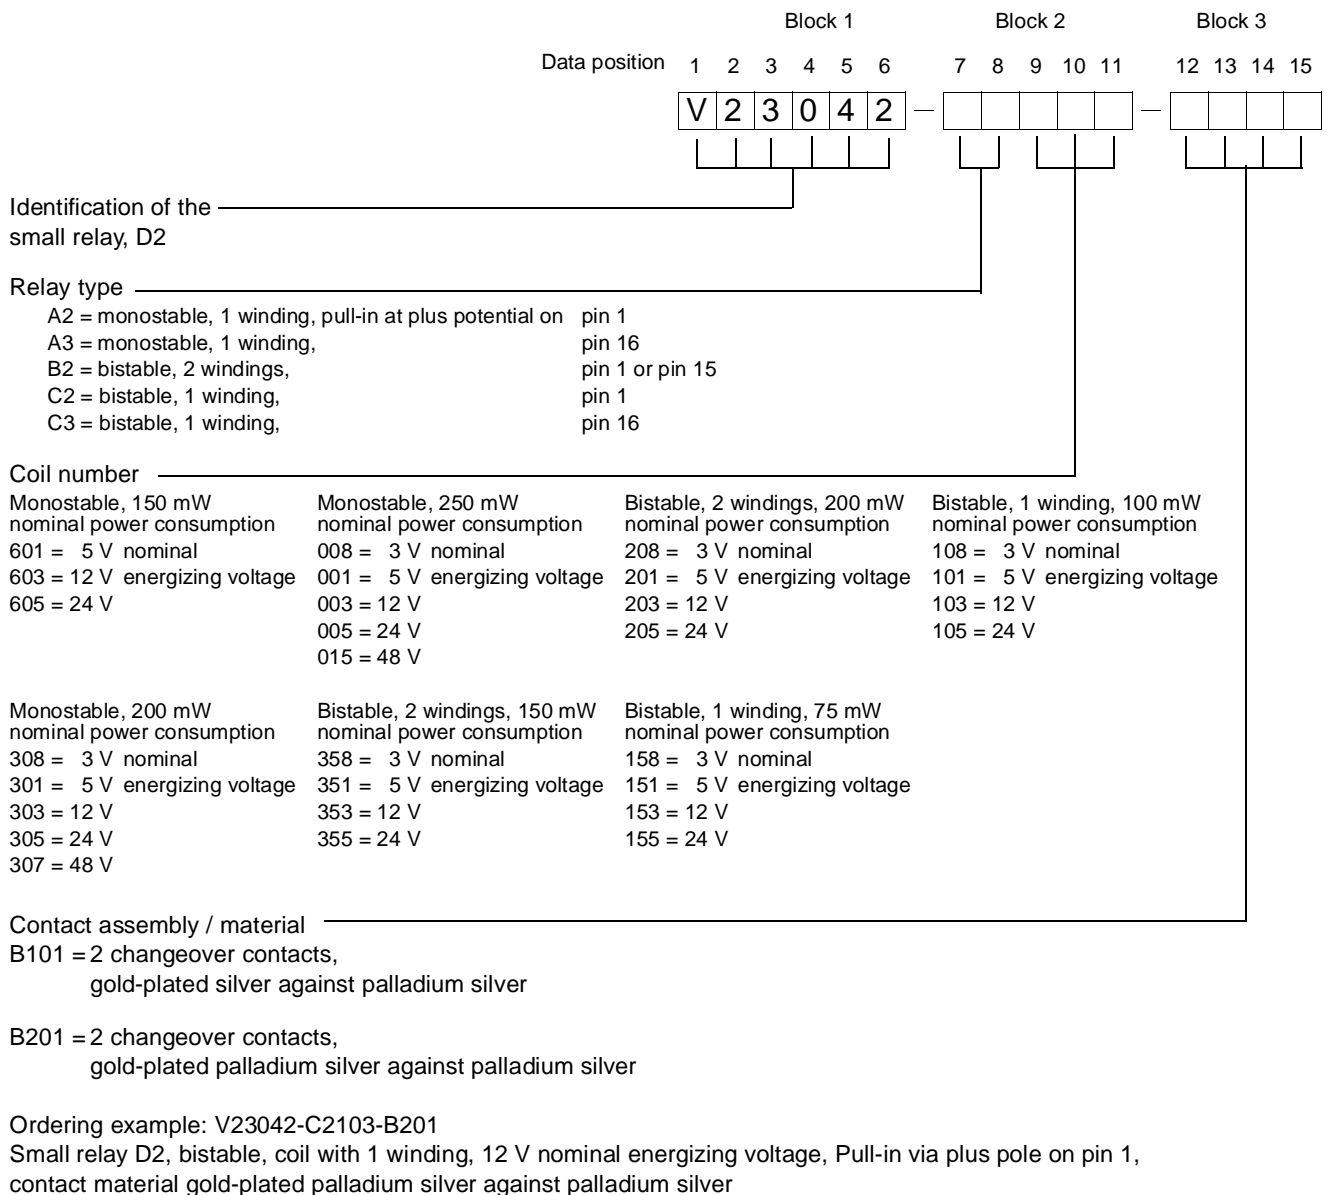 Block 1 Block 2 Block 3
Data position 1 2 3 4 5 6 7 8 9 10 11 12 13 14 15
V 2 3 0 4 2 – –
Identification of the
small relay, D2
Relay type
A2 = monostable, 1 winding, pull-in at plus potential on pin 1
A3 = monostable, 1 winding, pin 16
B2 = bistable, 2 windings, pin 1 or pin 15
C2 = bistable, 1 winding, pin 1
C3 = bistable, 1 winding, pin 16
Coil number
Monostable, 150 mW
nominal power consumption
601 = 5 V nominal
603 = 12 V energizing voltage
605 = 24 V
Monostable, 250 mW
nominal power consumption
008 = 3 V nominal
001 = 5 V energizing voltage
003 = 12 V
005 = 24 V
015 = 48 V
Bistable, 2 windings, 200 mW
nominal power consumption
208 = 3 V nominal
201 = 5 V energizing voltage
203 = 12 V
205 = 24 V
Bistable, 1 winding, 100 mW
nominal power consumption
108 = 3 V nominal
101 = 5 V energizing voltage
103 = 12 V
105 = 24 V
Monostable, 200 mW
nominal power consumption
308 = 3 V nominal
301 = 5 V energizing voltage
303 = 12 V
305 = 24 V
307 = 48 V
Bistable, 2 windings, 150 mW
nominal power consumption
358 = 3 V nominal
351 = 5 V energizing voltage
353 = 12 V
355 = 24 V
Bistable, 1 winding, 75 mW
nominal power consumption
158 = 3 V nominal
151 = 5 V energizing voltage
153 = 12 V
155 = 24 V
Contact assembly / material
B101 = 2 changeover contacts,
gold-plated silver against palladium silver
B201 = 2 changeover contacts,
gold-plated palladium silver against palladium silver
Ordering example: V23042-C2103-B201
Small relay D2, bistable, coil with 1 winding, 12 V nominal energizing voltage, Pull-in via plus pole on pin 1,
contact material gold-plated palladium silver against palladium silver